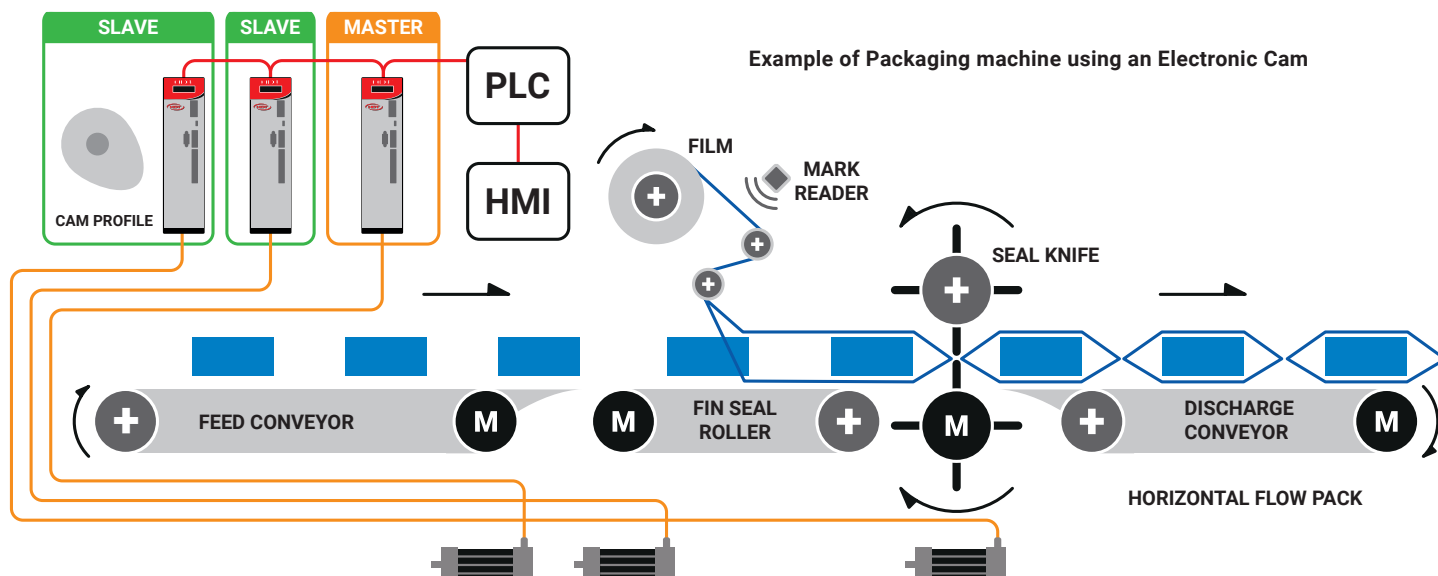 SLAVE
SLAVE
MASTER
PLC
HMI
CAM PROFILE
Example of Packaging machine using an Electronic Cam
FILM
MARK
READER
SEAL KNIFE
FEED CONVEYOR
M
M
FIN SEAL
ROLLER
M
DISCHARGE
CONVEYOR
M
HORIZONTAL FLOW PACK